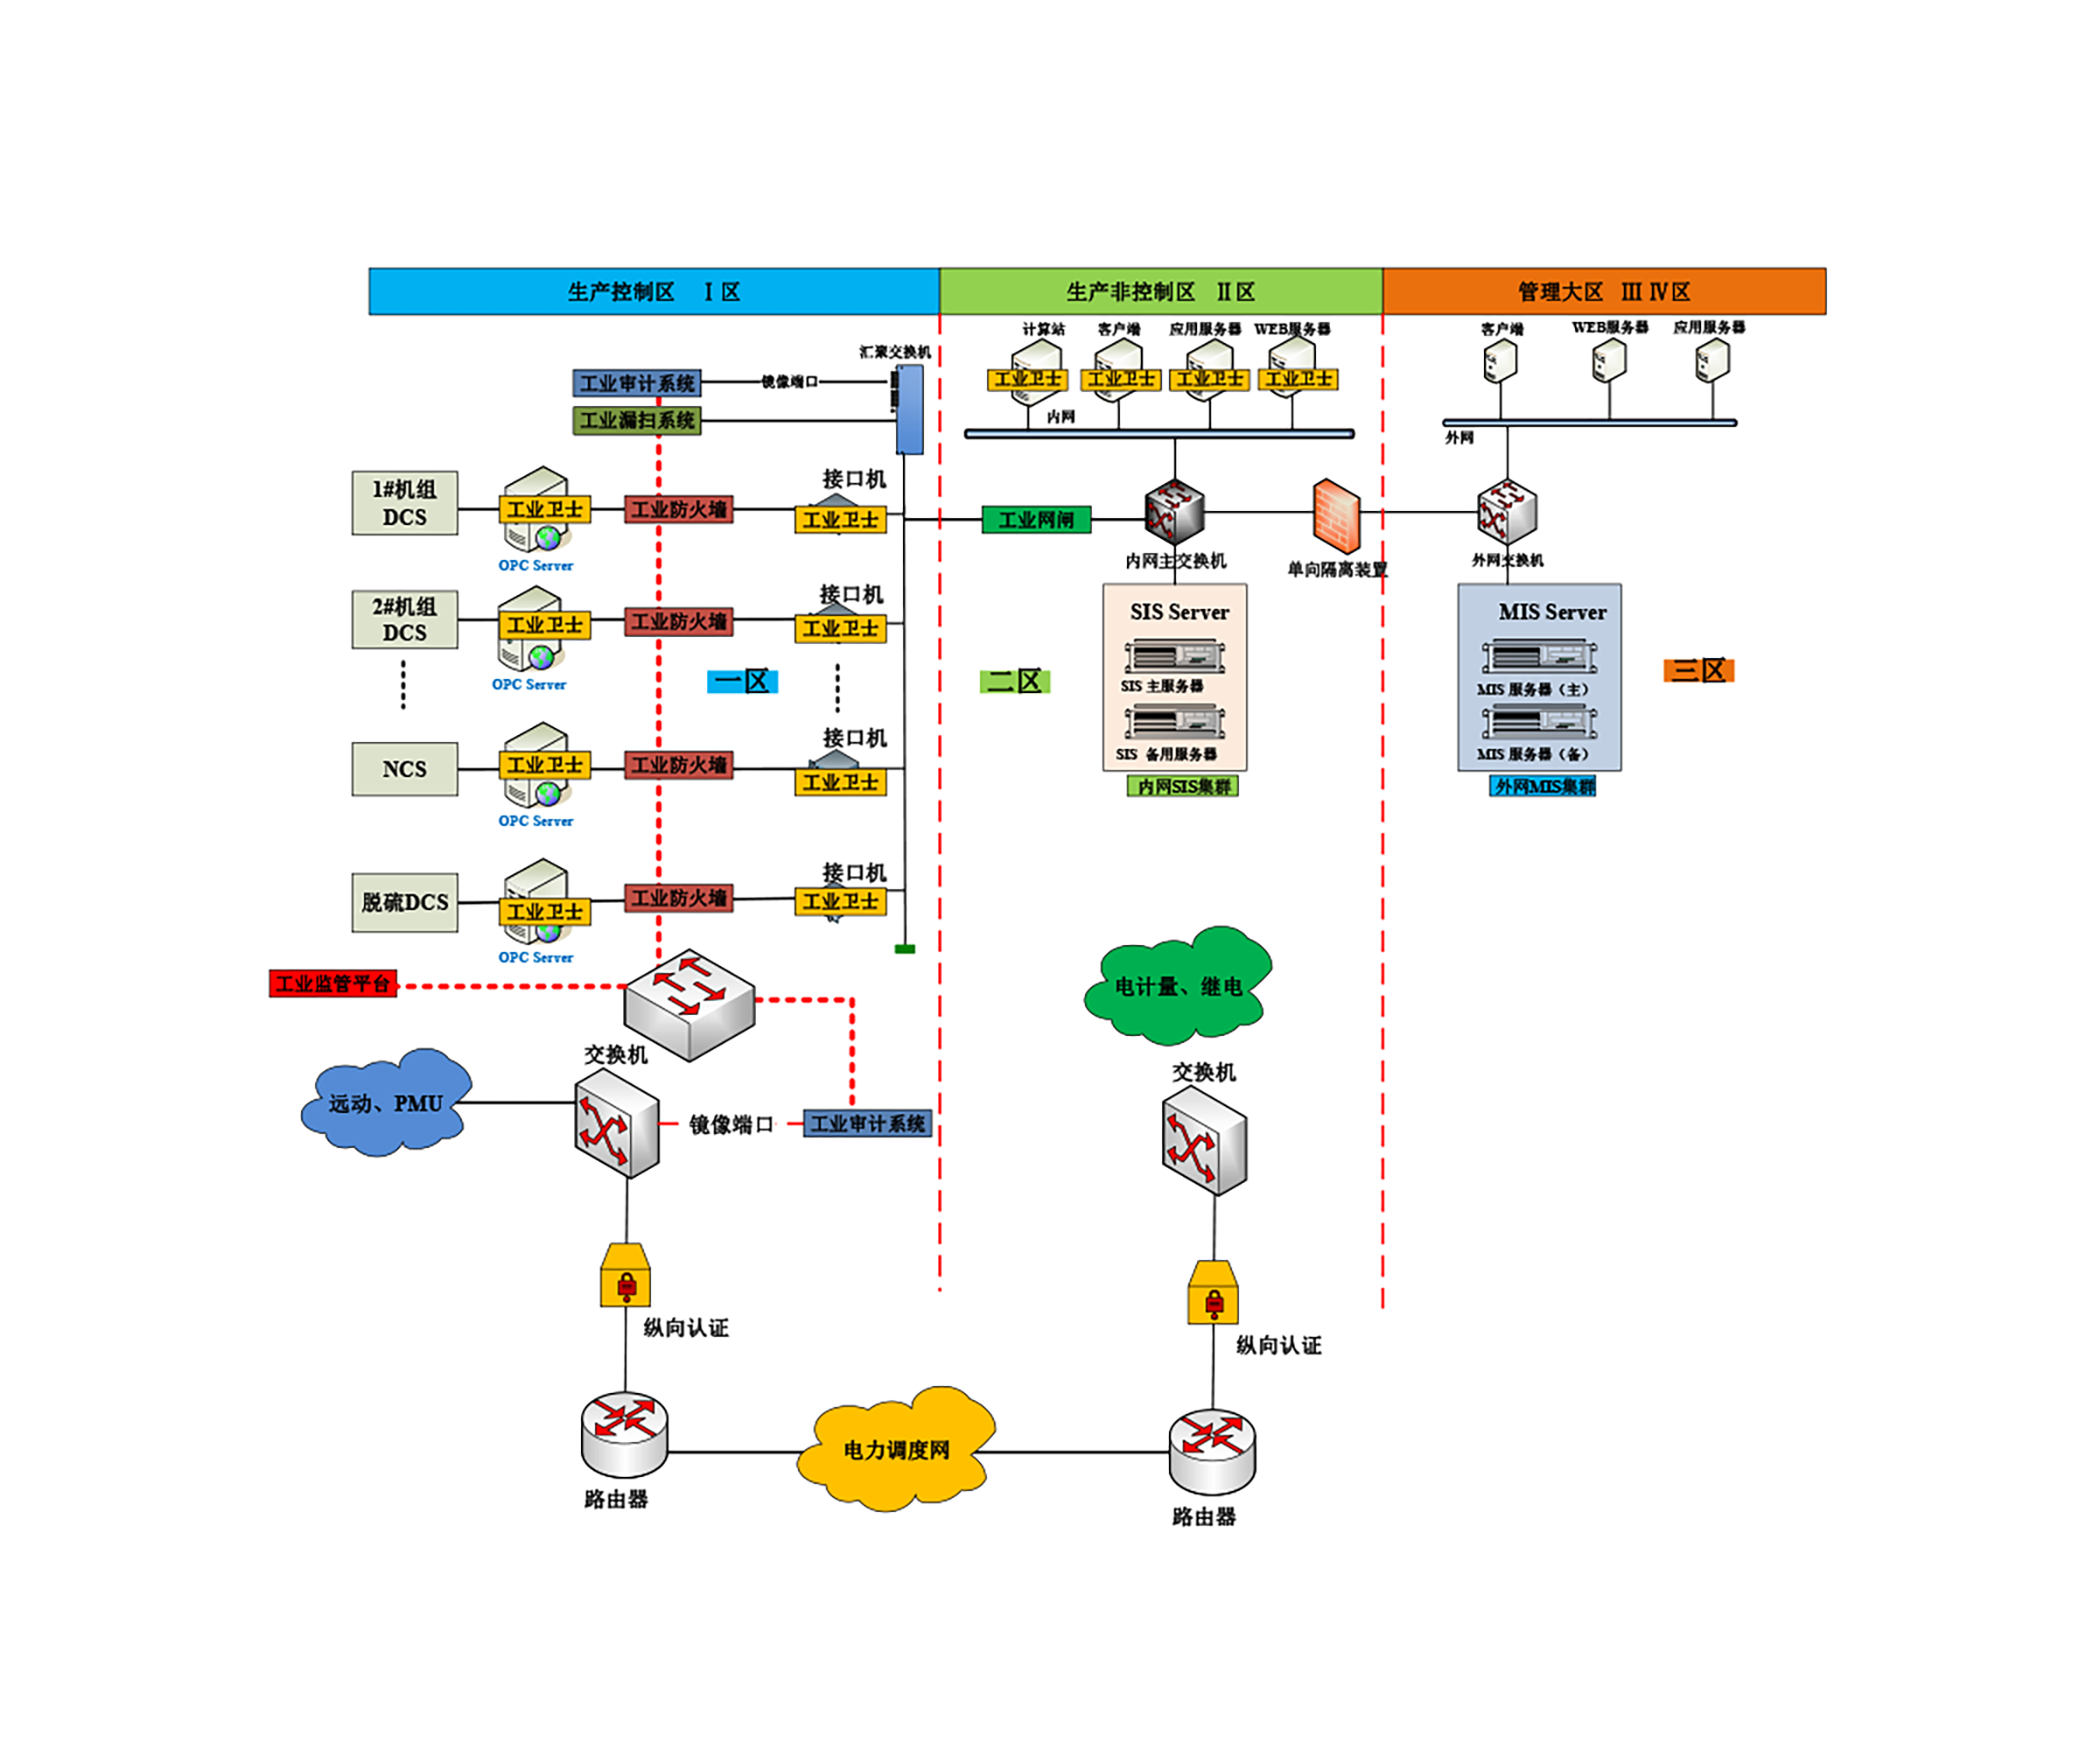 生产控制区 Ⅰ区
生产非控制区 Ⅱ区
管理大区 Ⅲ Ⅳ区
计算站
客户端
应用服务器
WEB服务器
客户端
WEB服务器
应用服务器
汇聚交换机
工业审计系统
镜像端口
工业卫士
工业卫士
工业卫士
工业卫士
工业漏扫系统
内网
外网
接口机
1#机组
DCS
工业卫士
工业防火墙
工业卫士
工业网闸
OPC Server
内网主交换机
单向隔离装置
外网交换机
接口机
2#机组
DCS
工业卫士
工业防火墙
工业卫士
SIS Server
MIS Server
OPC Server
一区
二区
三区
SIS 主服务器
MIS 服务器（主）
接口机
NCS
工业卫士
工业防火墙
工业卫士
SIS 备用服务器
MIS 服务器（备）
内网SIS集群
外网MIS集群
OPC Server
接口机
脱硫DCS
工业卫士
工业防火墙
工业卫士
OPC Server
工业监管平台
电计量、继电
交换机
交换机
远动、PMU
镜像端口
工业审计系统
纵向认证
纵向认证
电力调度网
路由器
路由器